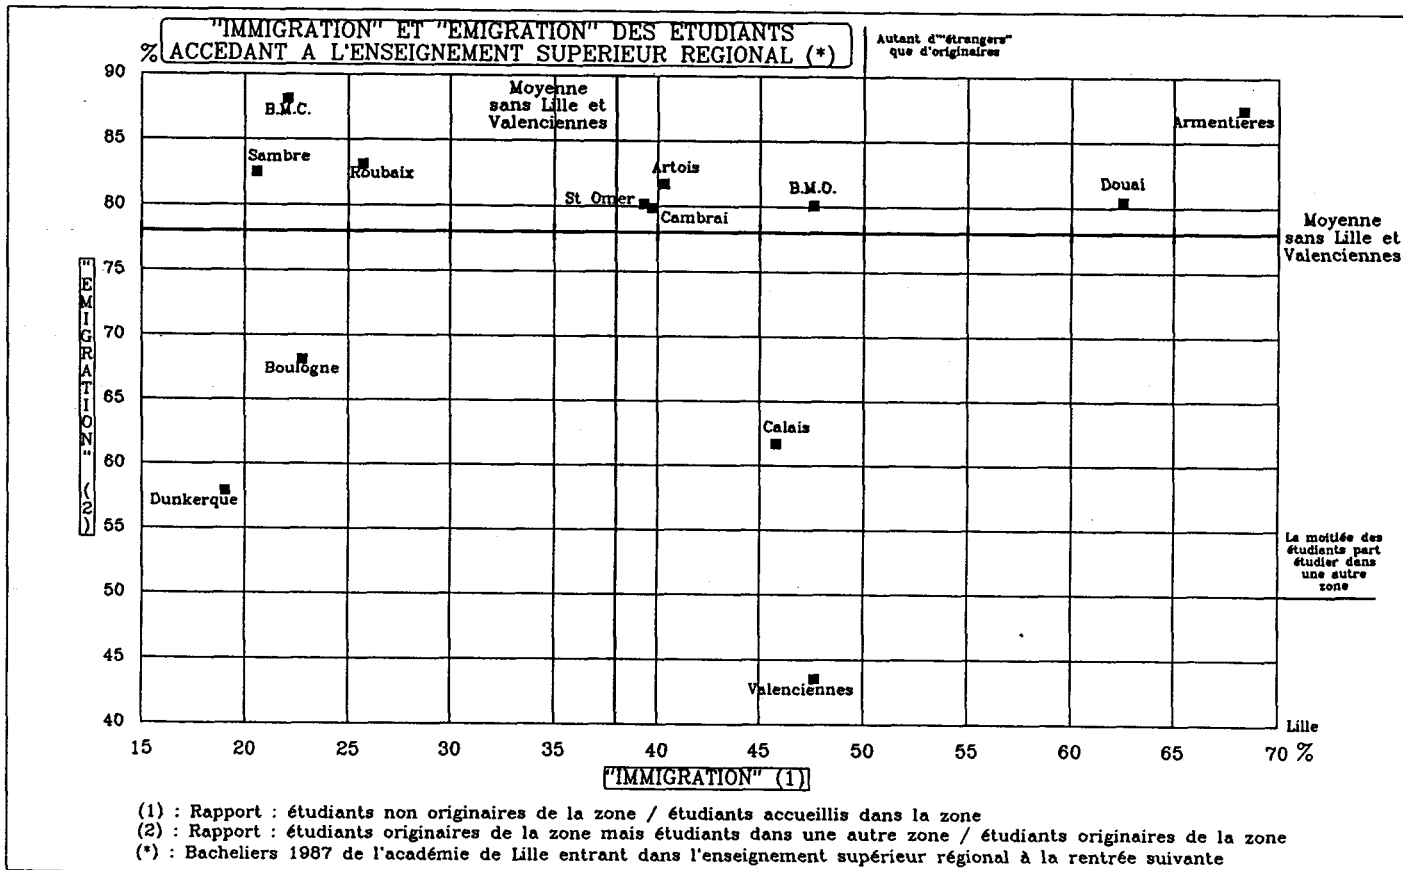 "IMMIGRATION" ET "EMIGRATION" DES ETUDIANTS
ACCEDANT A L'ENSEIGNEMENT SUPERIEUR REGIONAL (*)
Autant d'"étrangers"
que d'originaires
%
90
85
80
75
70
65
60
55
50
45
40
"EMIGRATION" (2)
Moyenne
sans Lille et
Valenciennes
B.M.C.
Armentières
Sambre
Roubaix
Artois
St Omer
Cambrai
B.M.O.
Douai
Moyenne
sans Lille et
Valenciennes
Boulogne
Calais
Dunkerque
La moitiée des
étudiants part
étudier dans
une autre
zone
Valenciennes
Lille
15 20 25 30 35 40 45 50 55 60 65 70 %
"IMMIGRATION" (1)
(1) : Rapport : étudiants non originaires de la zone / étudiants accueillis dans la zone
(2) : Rapport : étudiants originaires de la zone mais étudiants dans une autre zone / étudiants originaires de la zone
(*) : Bacheliers 1987 de l'académie de Lille entrant dans l'enseignement supérieur régional à la rentrée suivante